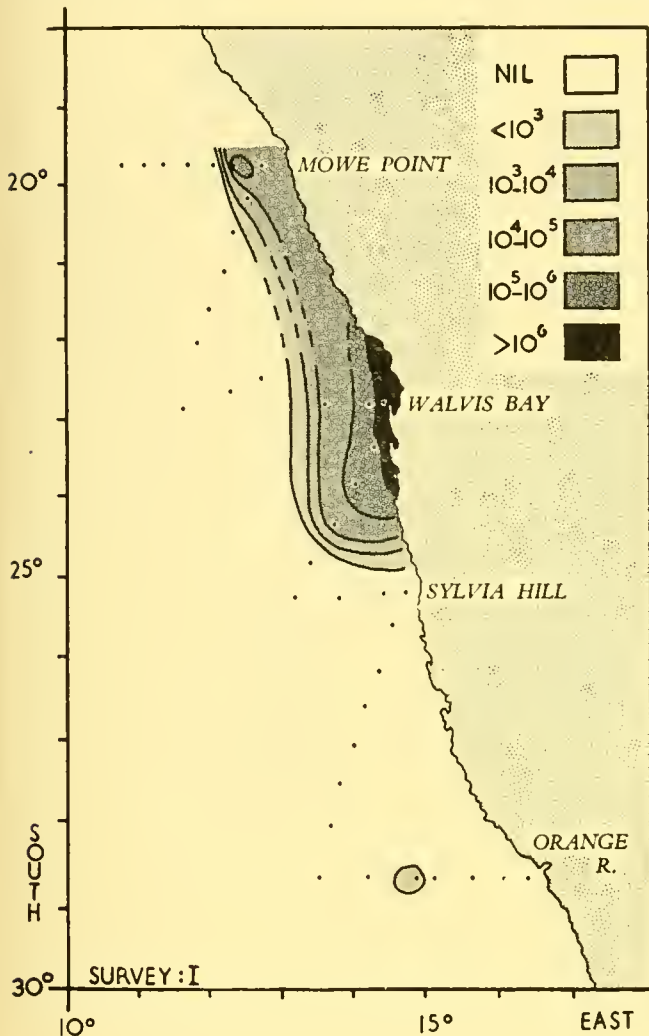 NIL
<10³
10³-10⁴
10⁴-10⁵
10⁵-10⁶
>10⁶
20°
MOWE POINT
WALVIS BAY
25°
SYLVIA HILL
ORANGE
R.
SOUTH
30°
SURVEY: I
10°
15°
EAST